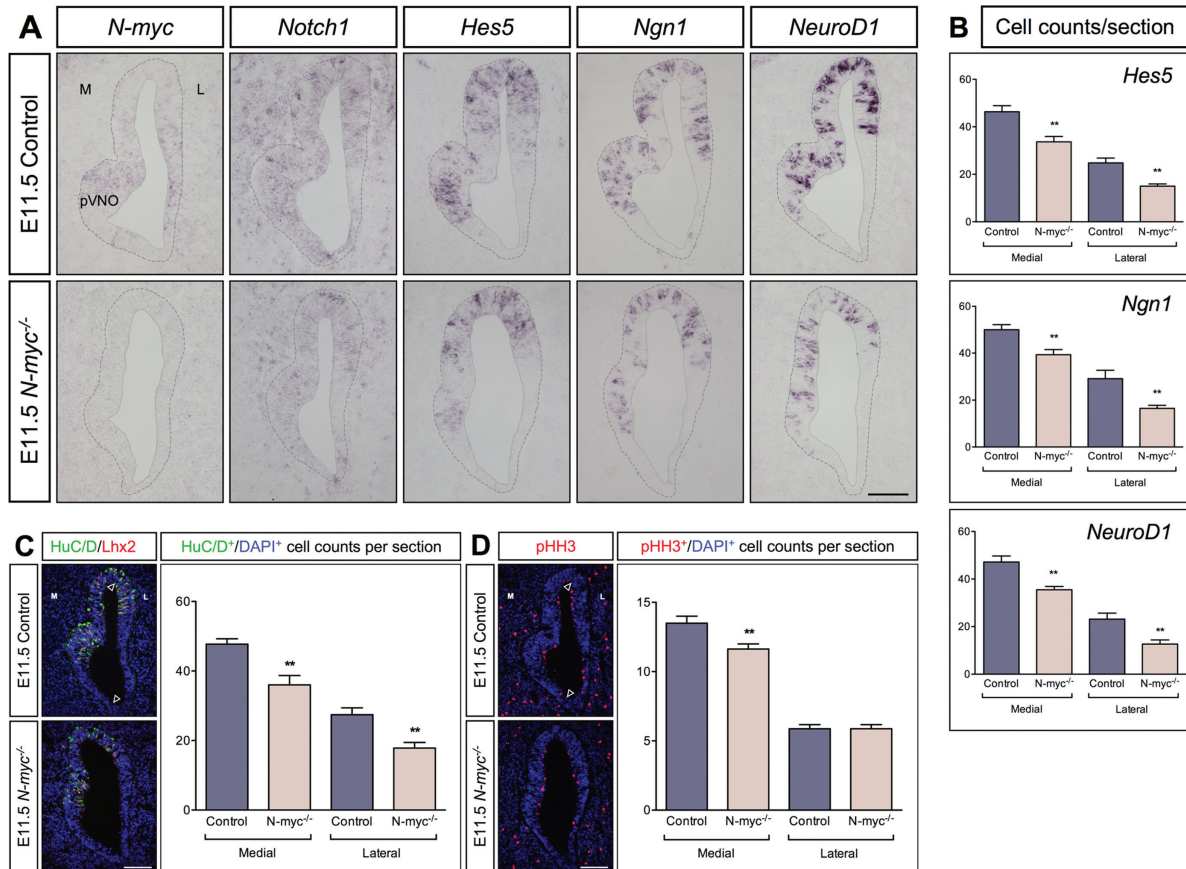 A
N-myc
Notch1
Hes5
Ngn1
NeuroD1
E11.5 Control
M
L
pVNO
E11.5 N-myc-/-
B
Cell counts/section
Hes5
60
40
20
0
**
**
Control
N-myc-/-
Control
N-myc-/-
Medial
Lateral
Ngn1
60
40
20
0
**
**
Control
N-myc-/-
Control
N-myc-/-
Medial
Lateral
NeuroD1
60
40
20
0
**
**
Control
N-myc-/-
Control
N-myc-/-
Medial
Lateral
C
HuC/D/Lhx2
HuC/D+/DAPI+ cell counts per section
E11.5 Control
M
L
E11.5 N-myc-/-
60
40
20
0
**
**
Control
N-myc-/-
Control
N-myc-/-
Medial
Lateral
D
pHH3
pHH3+/DAPI+ cell counts per section
E11.5 Control
M
L
E11.5 N-myc-/-
15
12
9
5
0
**
Control
N-myc-/-
Control
N-myc-/-
Medial
Lateral